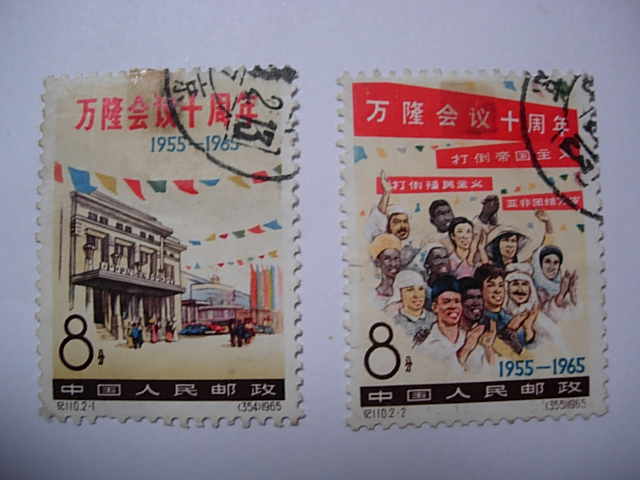 万隆会议十周年
1955—1965
8分
中国人民邮政
纪110.2-1 (354)1965
万隆会议十周年
打倒帝国主义
打倒殖民主义
亚非团结万岁
8分
1955—1965
中国人民邮政
纪110.2-2 (355)1965